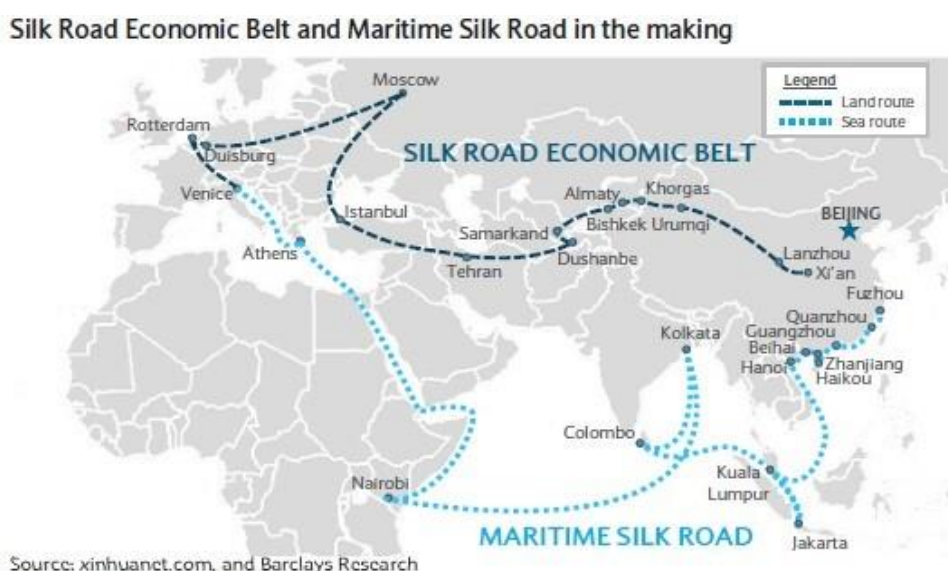 Silk Road Economic Belt and Maritime Silk Road in the making
Legend
Land route
Sea route
Moscow
Rotterdam
Duisburg
SILK ROAD ECONOMIC BELT
Venice
Almaty
Khorgas
Istanbul
Bishkek Urumqi
BEIJING
Samarkand
Athens
Lanzhou
Tehran
Dushanbe
Xi'an
Fuzhou
Quanzhou
Kolkata
Guangzhou
Beihai
Hanoi
Zhanjiang
Haikou
Colombo
Kuala
Lumpur
Nairobi
MARITIME SILK ROAD
Jakarta
Source: xinhuanet.com, and Barclays Research